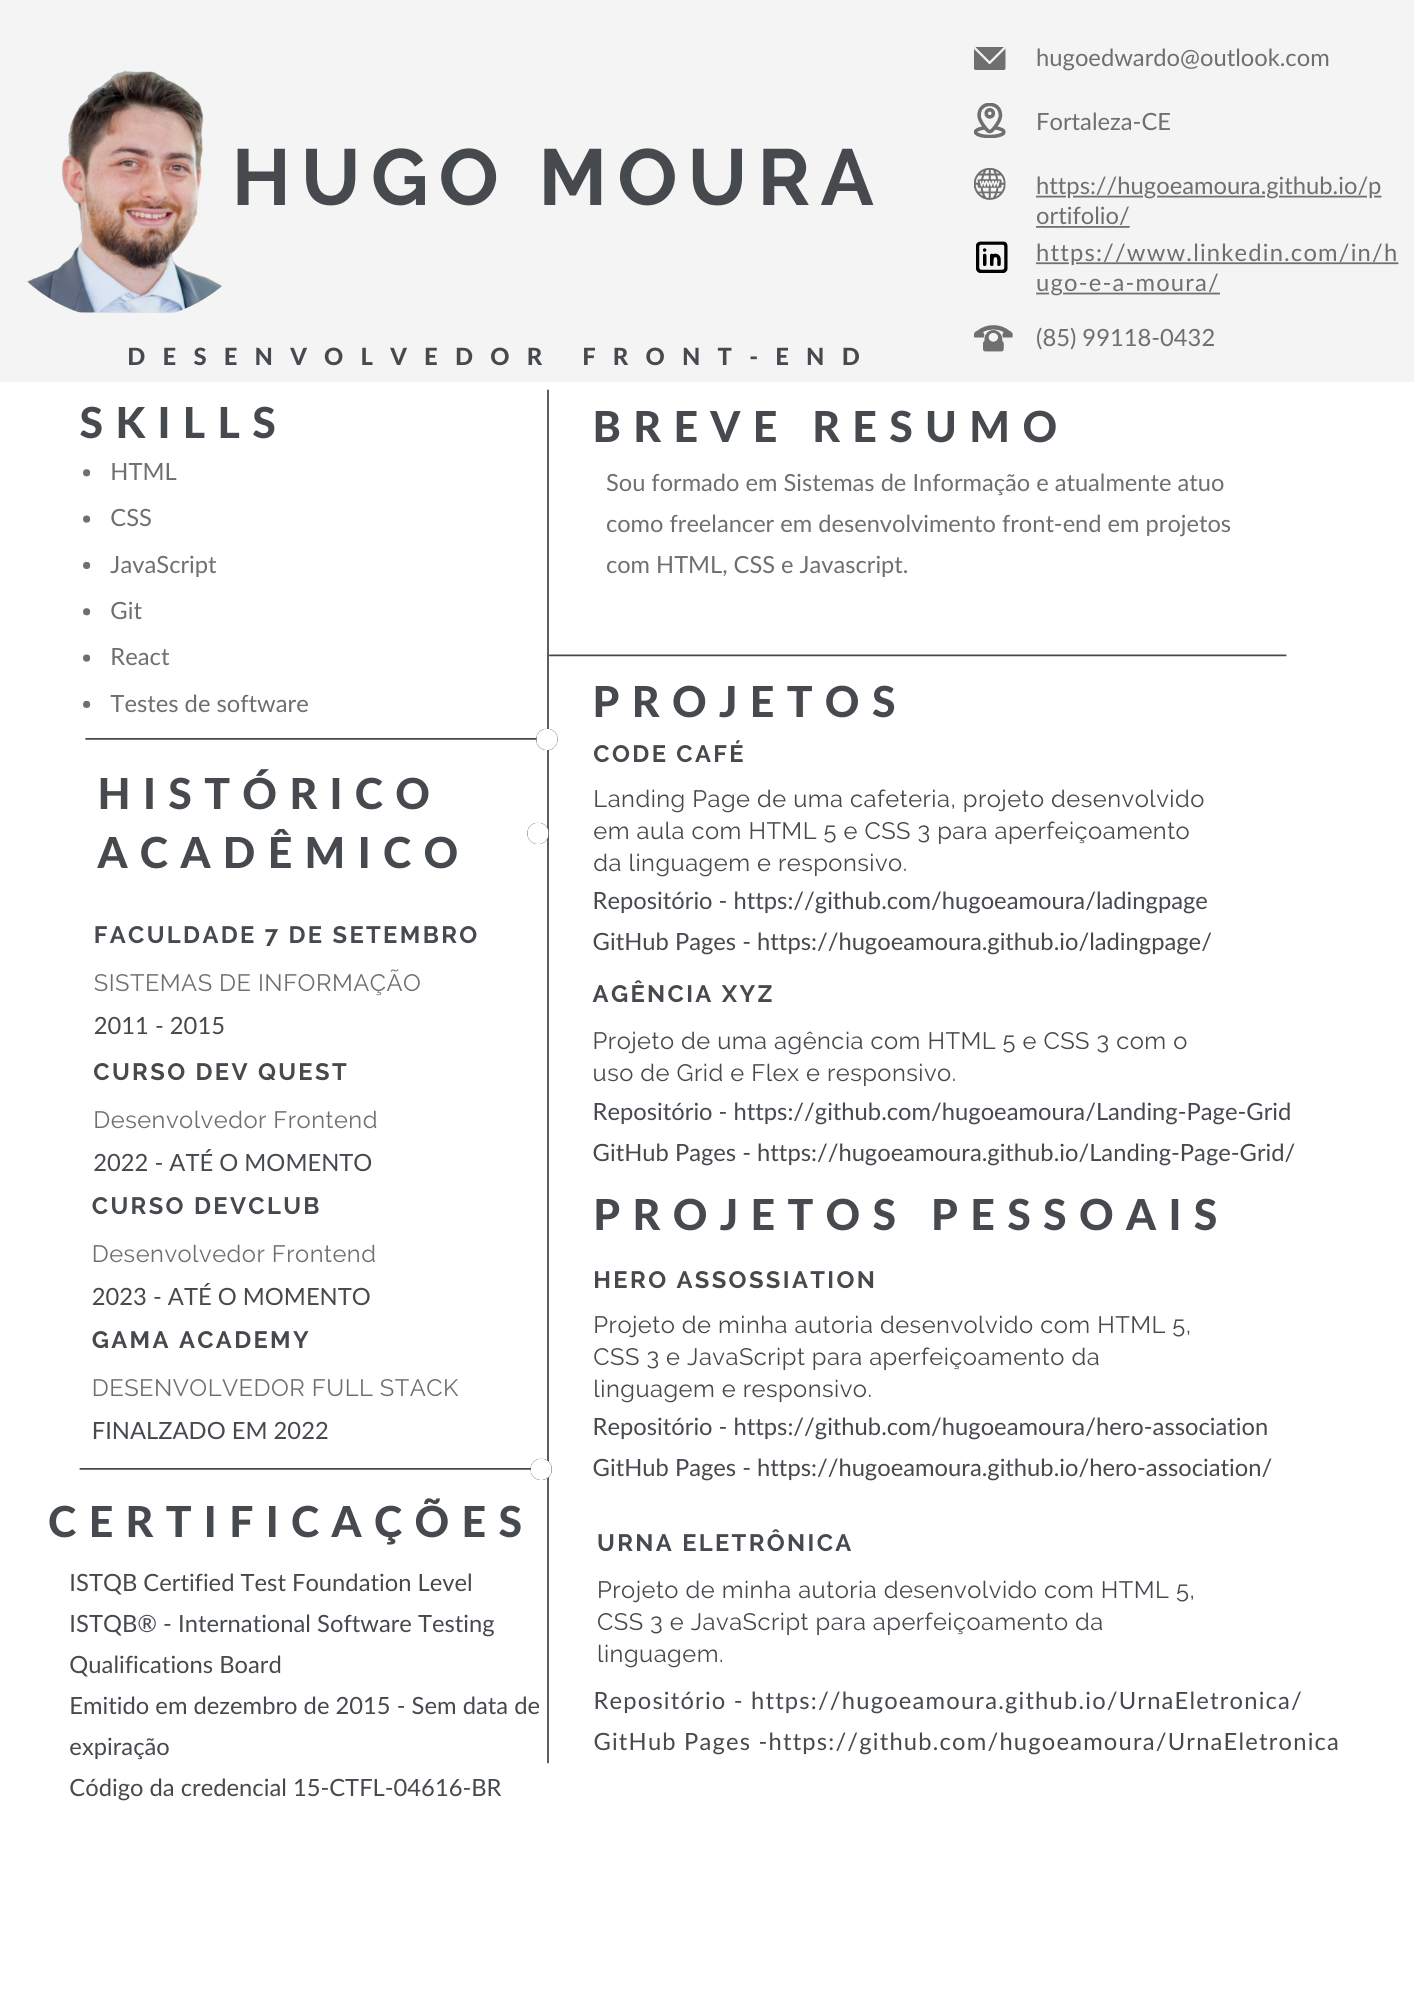 HUGO MOURA
DESENVOLVEDOR FRONT-END
hugoedwardo@outlook.com
Fortaleza-CE
https://hugoeamoura.github.io/p
ortifolio/
https://www.linkedin.com/in/h
ugo-e-a-moura/
(85) 99118-0432
SKILLS
• HTML
• CSS
• JavaScript
• Git
• React
• Testes de software
HISTÓRICO
ACADÊMICO
FACULDADE 7 DE SETEMBRO
SISTEMAS DE INFORMAÇÃO
2011 - 2015
CURSO DEV QUEST
Desenvolvedor Frontend
2022 - ATÉ O MOMENTO
CURSO DEVCLUB
Desenvolvedor Frontend
2023 - ATÉ O MOMENTO
GAMA ACADEMY
DESENVOLVEDOR FULL STACK
FINALZADO EM 2022
CERTIFICAÇÕES
ISTQB Certified Test Foundation Level
ISTQB® - International Software Testing
Qualifications Board
Emitido em dezembro de 2015 - Sem data de
expiração
Código da credencial 15-CTFL-04616-BR
BREVE RESUMO
Sou formado em Sistemas de Informação e atualmente atuo
como freelancer em desenvolvimento front-end em projetos
com HTML, CSS e Javascript.
PROJETOS
CODE CAFÉ
Landing Page de uma cafeteria, projeto desenvolvido
em aula com HTML 5 e CSS 3 para aperfeiçoamento
da linguagem e responsivo.
Repositório - https://github.com/hugoeamoura/ladingpage
GitHub Pages - https://hugoeamoura.github.io/ladingpage/
AGÊNCIA XYZ
Projeto de uma agência com HTML 5 e CSS 3 com o
uso de Grid e Flex e responsivo.
Repositório - https://github.com/hugoeamoura/Landing-Page-Grid
GitHub Pages - https://hugoeamoura.github.io/Landing-Page-Grid/
PROJETOS PESSOAIS
HERO ASSOSSIATION
Projeto de minha autoria desenvolvido com HTML 5,
CSS 3 e JavaScript para aperfeiçoamento da
linguagem e responsivo.
Repositório - https://github.com/hugoeamoura/hero-association
GitHub Pages - https://hugoeamoura.github.io/hero-association/
URNA ELETRÔNICA
Projeto de minha autoria desenvolvido com HTML 5,
CSS 3 e JavaScript para aperfeiçoamento da
linguagem.
Repositório - https://hugoeamoura.github.io/UrnaEletronica/
GitHub Pages -https://github.com/hugoeamoura/UrnaEletronica